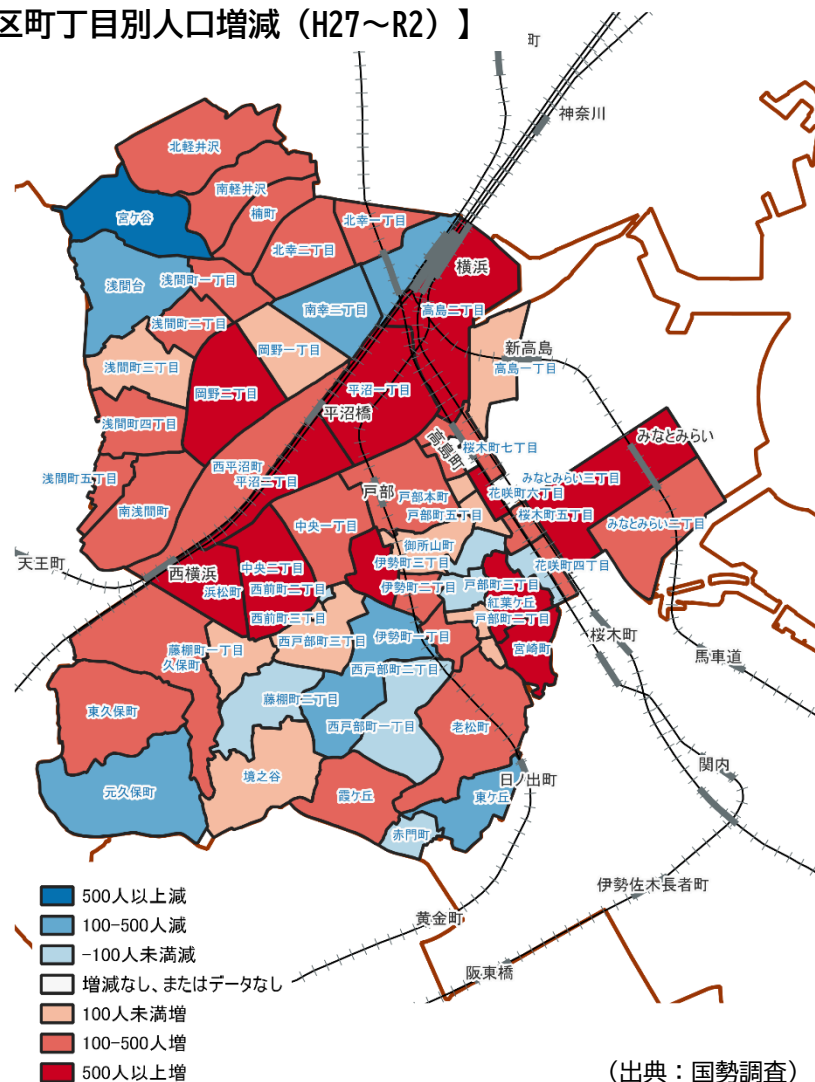 区町丁目別人口増減（H27～R2）】
町
神奈川
北軽井沢
南軽井沢
楠町
宮ケ谷
北幸一丁目
北幸二丁目
横浜
浅間台
浅間町一丁目
南幸二丁目
高島二丁目
浅間町二丁目
岡野一丁目
新高島
高島一丁目
浅間町三丁目
岡野二丁目
平沼一丁目
平沼橋
浅間町四丁目
高島町
桜木町七丁目
みなとみらい
西平沼町
平沼二丁目
浅間町五丁目
戸部
戸部本町
みなとみらい三丁目
花咲町六丁目
南浅間町
戸部町五丁目
桜木町五丁目
中央一丁目
みなとみらい二丁目
御所山町
天王町
西横浜
中央二丁目
伊勢町三丁目
花咲町四丁目
浜松町
西前町二丁目
伊勢町二丁目
戸部町三丁目
紅葉ケ丘
西前町三丁目
戸部町二丁目
藤棚町一丁目
西戸部町三丁目
伊勢町一丁目
宮崎町
桜木町
久保町
西戸部町二丁目
馬車道
東久保町
藤棚町二丁目
西戸部町一丁目
老松町
元久保町
境之谷
霞ケ丘
日ノ出町
東ケ丘
関内
赤門町
伊勢佐木長者町
黄金町
阪東橋
500人以上減
100-500人減
-100人未満減
増減なし、またはデータなし
100人未満増
100-500人増
500人以上増
（出典：国勢調査）